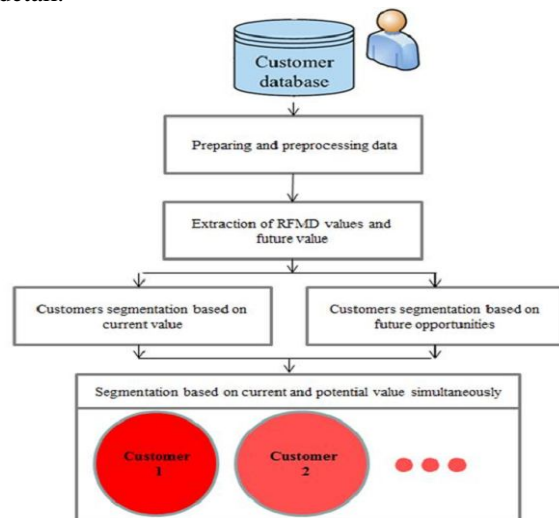 detail.
Customer
database
Preparing and preprocessing data
Extraction of RFMD values and
future value
Customers segmentation based on
current value
Customers segmentation based on
future opportunities
Segmentation based on current and potential value simultaneously
Customer
1
Customer
2